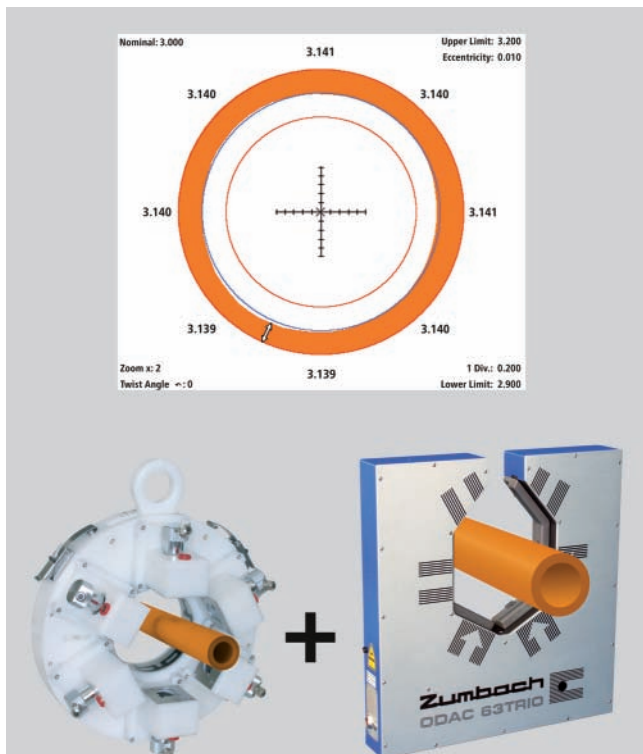 Nominal: 3.000
Upper Limit: 3.200
Eccentricity: 0.010
3.141
3.140
3.140
3.140
3.141
3.139
3.140
3.139
Zoom x: 2
Twist Angle ↶: 0
1 Div.: 0.200
Lower Limit: 2.900
+
Zumbach
ODAC 63TRIO